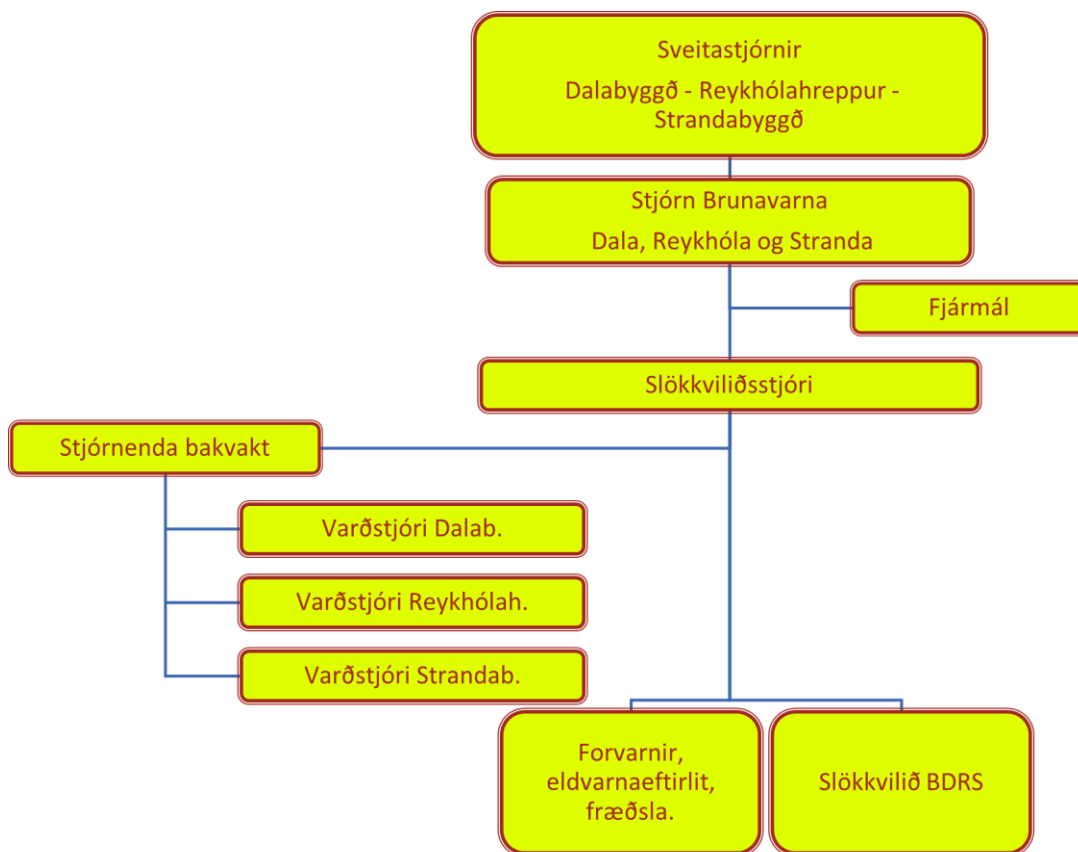 Sveitastjórnir
Dalabyggð - Reykhólahreppur -
Strandabyggð
Stjórn Brunavarna
Dala, Reykhóla og Stranda
Fjármál
Slökkviliðsstjóri
Stjórnenda bakvakt
Varðstjóri Dalab.
Varðstjóri Reykhólah.
Varðstjóri Strandab.
Forvarnir,
eldvarnaeftirlit,
fræðsla.
Slökkvilið BDRS